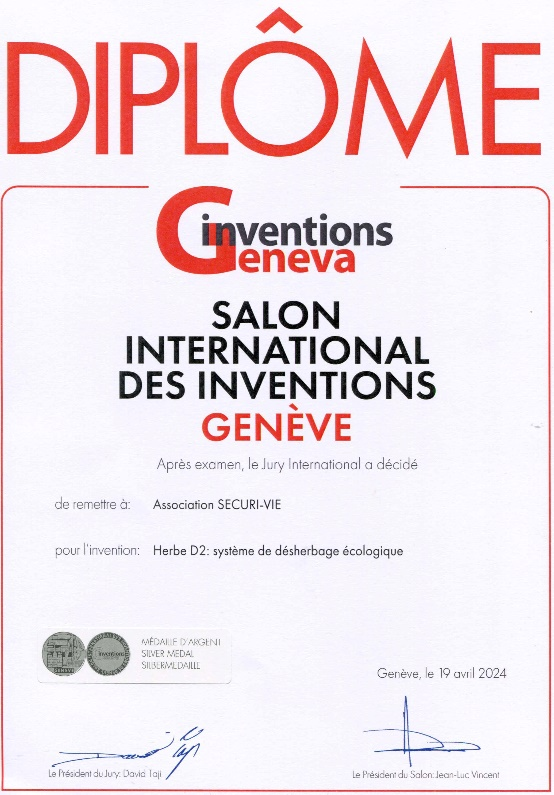 DIPLÔME
inventions
Geneva
SALON
INTERNATIONAL
DES INVENTIONS
GENÈVE
Après examen, le Jury International a décidé
de remettre à: Association SECURI-VIE
pour l'invention: Herbe D2: système de désherbage écologique
inventions
MÉDAILLE D'ARGENT
SILVER MEDAL
SILBERMEDAILLE
Genève, le 19 avril 2024
Le Président du Jury: David Taji
Le Président du Salon: Jean-Luc Vincent